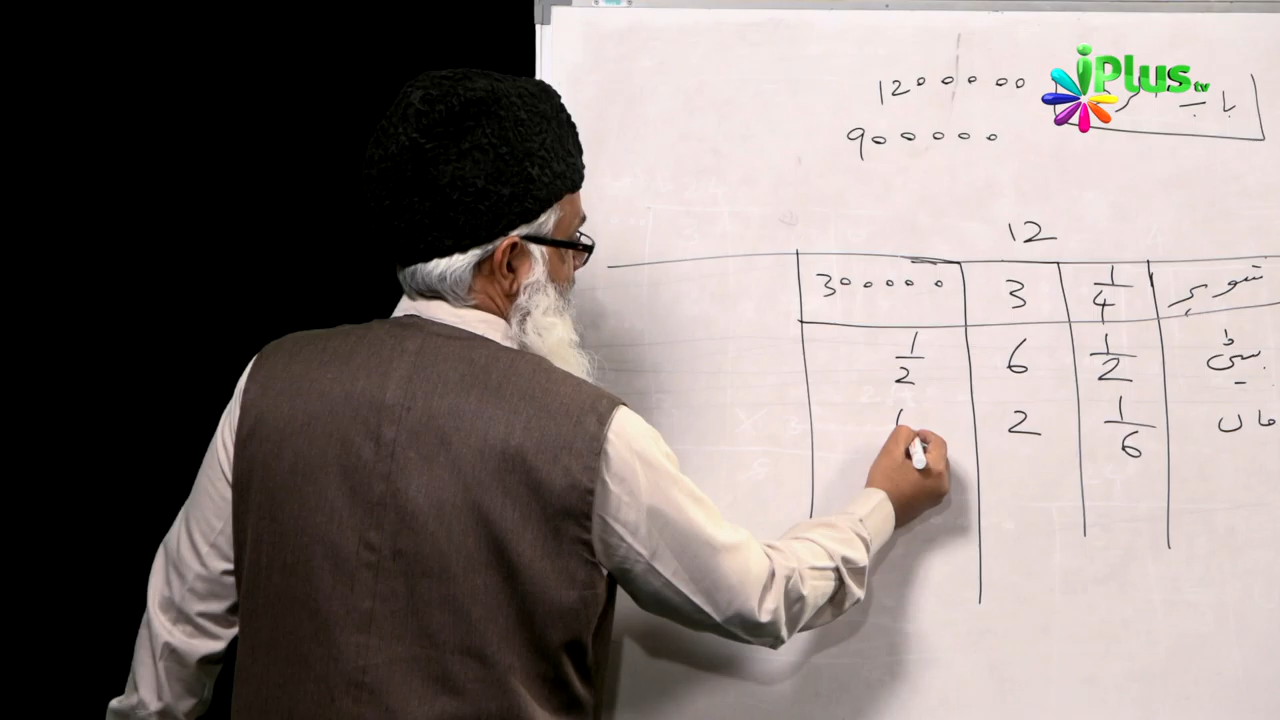 iPlus tv
1200000
900000
12
شوہر 1/4 3 300000
بیٹی 1/2 6 1/2
ماں 1/6 2